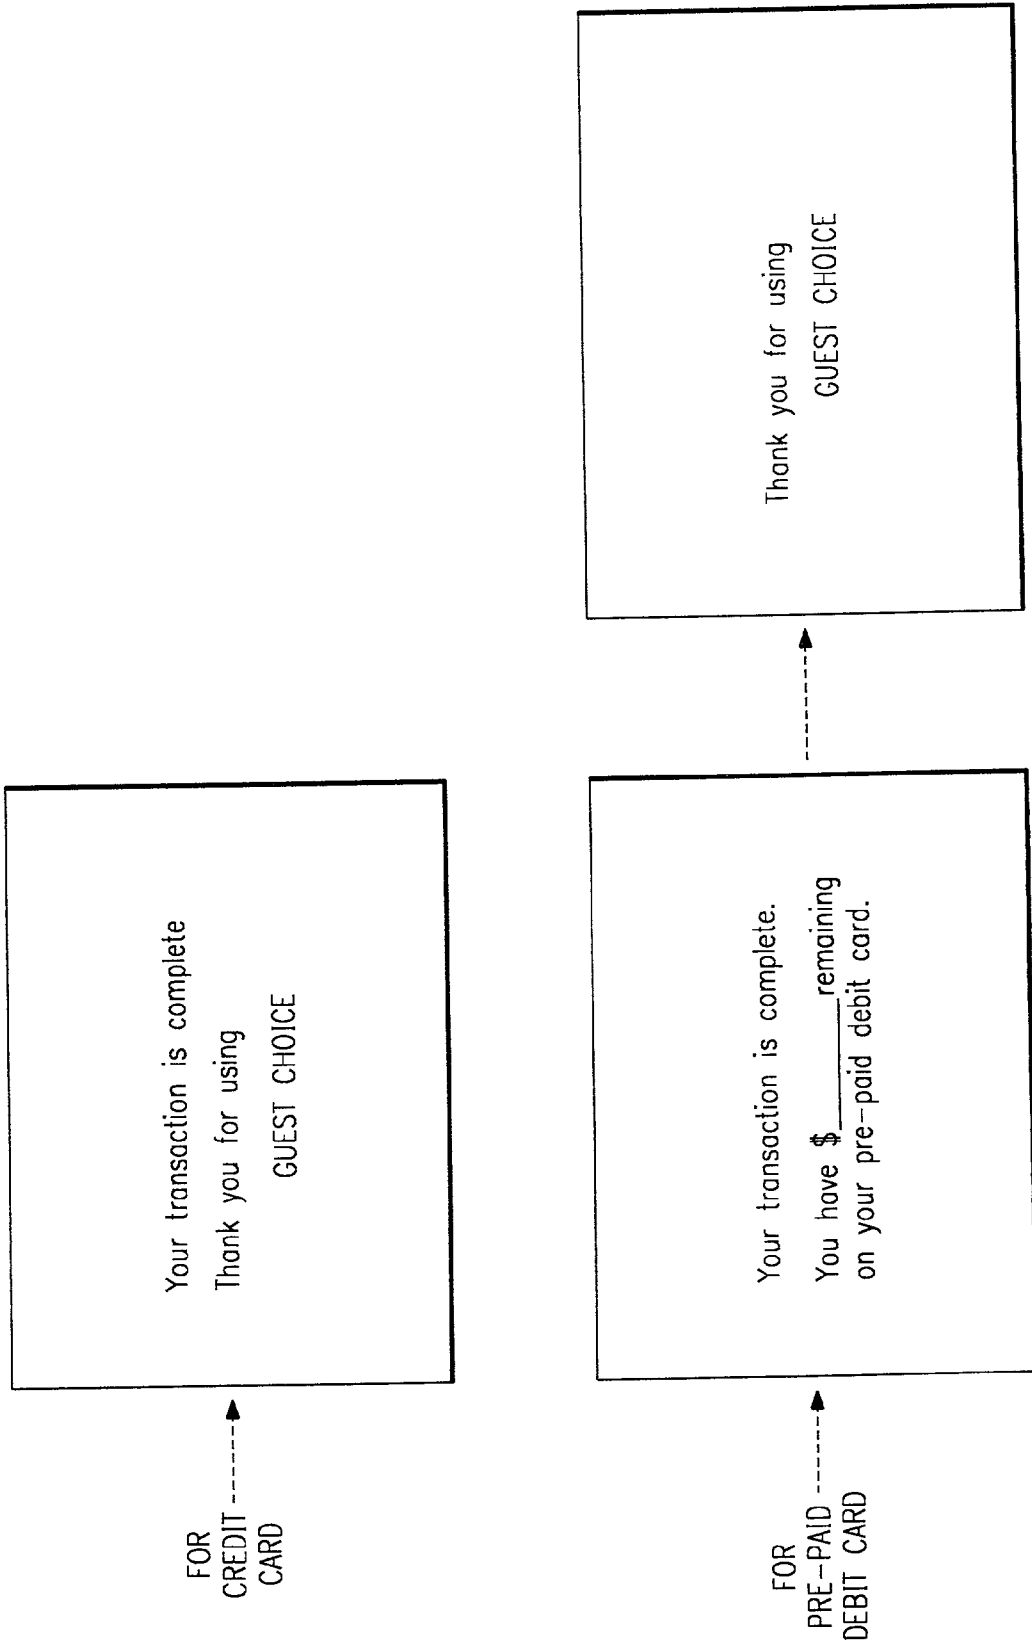 FOR
CREDIT
CARD
Your transaction is complete
Thank you for using
GUEST CHOICE
FOR
PRE-PAID
DEBIT CARD
Your transaction is complete.
You have $______remaining
on your pre-paid debit card.
Thank you for using
GUEST CHOICE